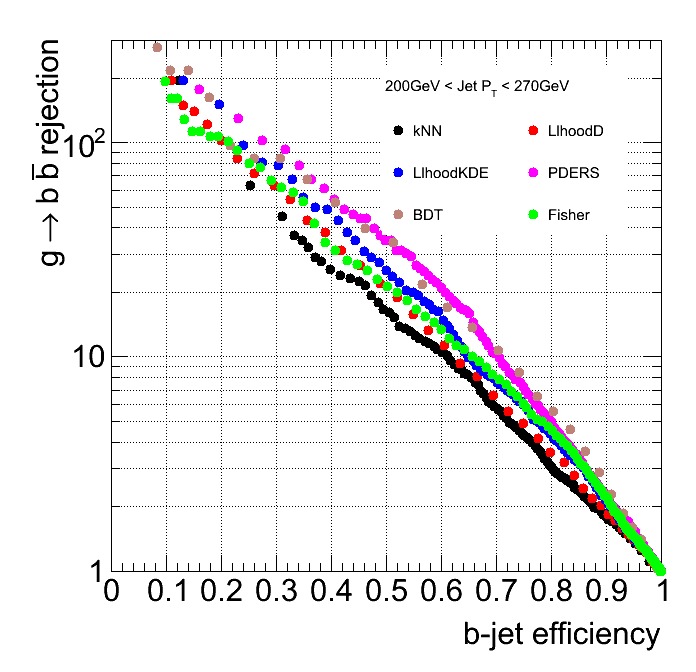 g → b b̅ rejection
10²
10
1
200GeV < Jet P_T < 270GeV
kNN
LlhoodD
LlhoodKDE
PDERS
BDT
Fisher
0 0.1 0.2 0.3 0.4 0.5 0.6 0.7 0.8 0.9 1
b-jet efficiency